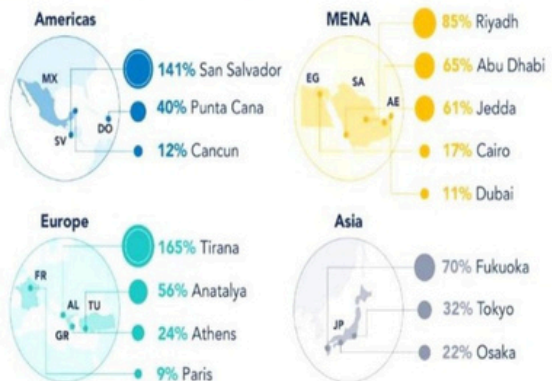 Americas
MX
SV
DO
141% San Salvador
40% Punta Cana
12% Cancun
MENA
EG
SA
AE
85% Riyadh
65% Abu Dhabi
61% Jedda
17% Cairo
11% Dubai
Europe
FR
AL TU
GR
165% Tirana
56% Anatalya
24% Athens
9% Paris
Asia
JP
70% Fukuoka
32% Tokyo
22% Osaka